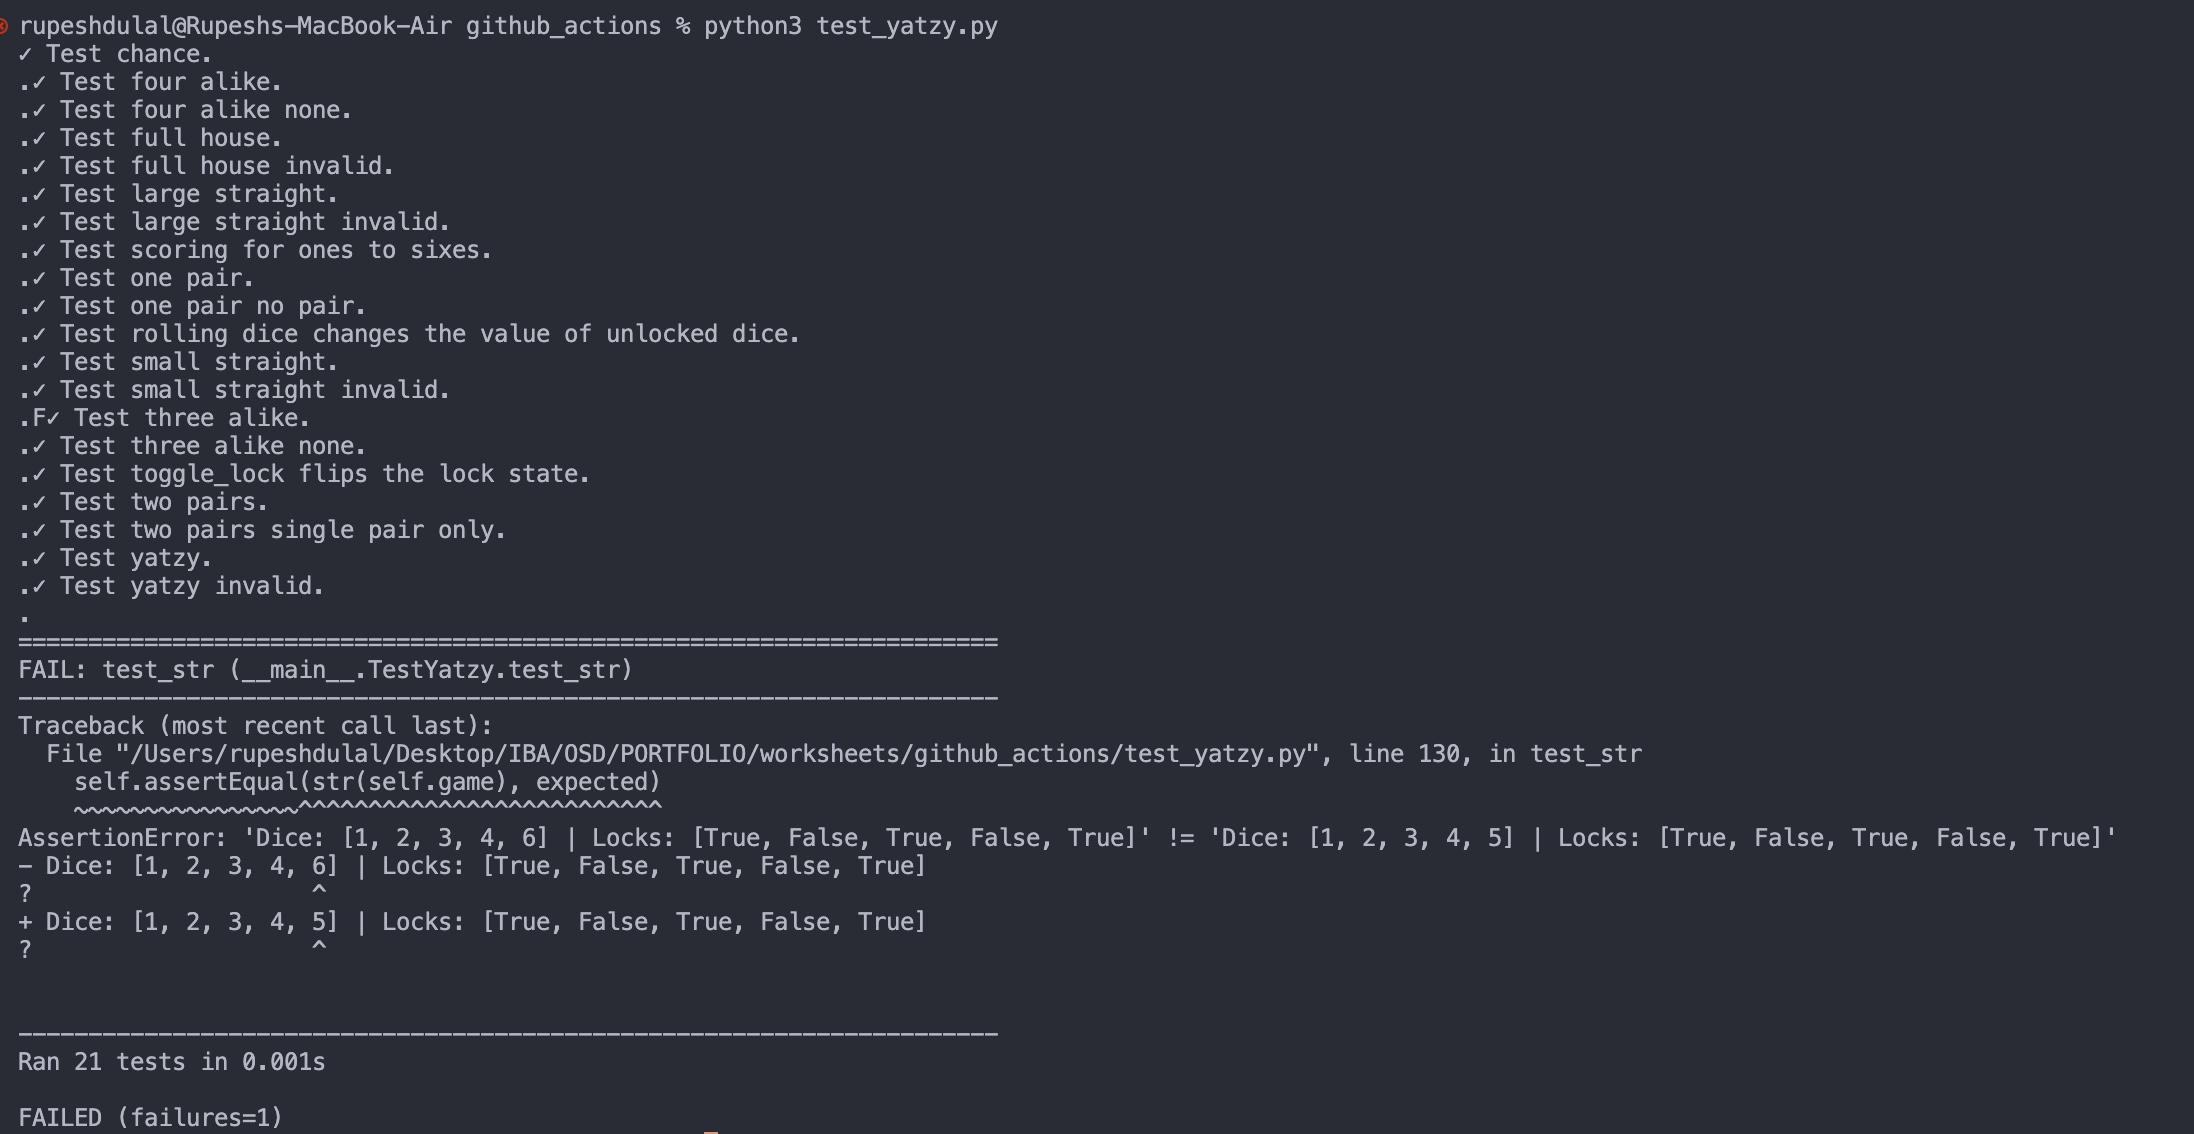 rupeshdulal@Rupeshs-MacBook-Air github_actions % python3 test_yatzy.py
✓ Test chance.
.✓ Test four alike.
.✓ Test four alike none.
.✓ Test full house.
.✓ Test full house invalid.
.✓ Test large straight.
.✓ Test large straight invalid.
.✓ Test scoring for ones to sixes.
.✓ Test one pair.
.✓ Test one pair no pair.
.✓ Test rolling dice changes the value of unlocked dice.
.✓ Test small straight.
.✓ Test small straight invalid.
.F✓ Test three alike.
.✓ Test three alike none.
.✓ Test toggle_lock flips the lock state.
.✓ Test two pairs.
.✓ Test two pairs single pair only.
.✓ Test yatzy.
.✓ Test yatzy invalid.
.
======================================================================
FAIL: test_str (__main__.TestYatzy.test_str)
----------------------------------------------------------------------
Traceback (most recent call last):
  File "/Users/rupeshdulal/Desktop/IBA/OSD/PORTFOLIO/worksheets/github_actions/test_yatzy.py", line 130, in test_str
    self.assertEqual(str(self.game), expected)
    ~~~~~~~~~~~~~~~~^^^^^^^^^^^^^^^^^^^^^^^^^^
AssertionError: 'Dice: [1, 2, 3, 4, 6] | Locks: [True, False, True, False, True]' != 'Dice: [1, 2, 3, 4, 5] | Locks: [True, False, True, False, True]'
- Dice: [1, 2, 3, 4, 6] | Locks: [True, False, True, False, True]
?                     ^
+ Dice: [1, 2, 3, 4, 5] | Locks: [True, False, True, False, True]
?                     ^
----------------------------------------------------------------------
Ran 21 tests in 0.001s
FAILED (failures=1)